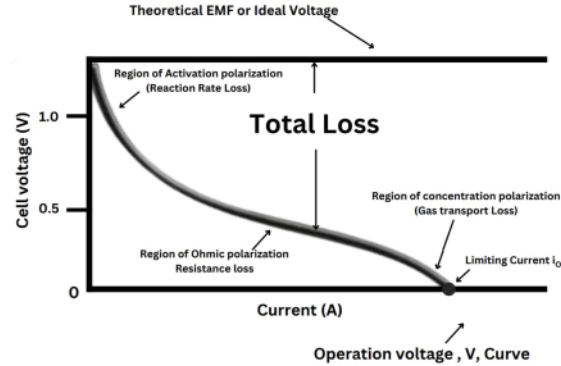 Theoretical EMF or Ideal Voltage
Region of Activation polarization
(Reaction Rate Loss)
1.0
Total Loss
Cell voltage (V)
Region of concentration polarization
(Gas transport Loss)
0.5
Region of Ohmic polarization
Resistance loss
Limiting Current i₀
0
Current (A)
Operation voltage , V, Curve